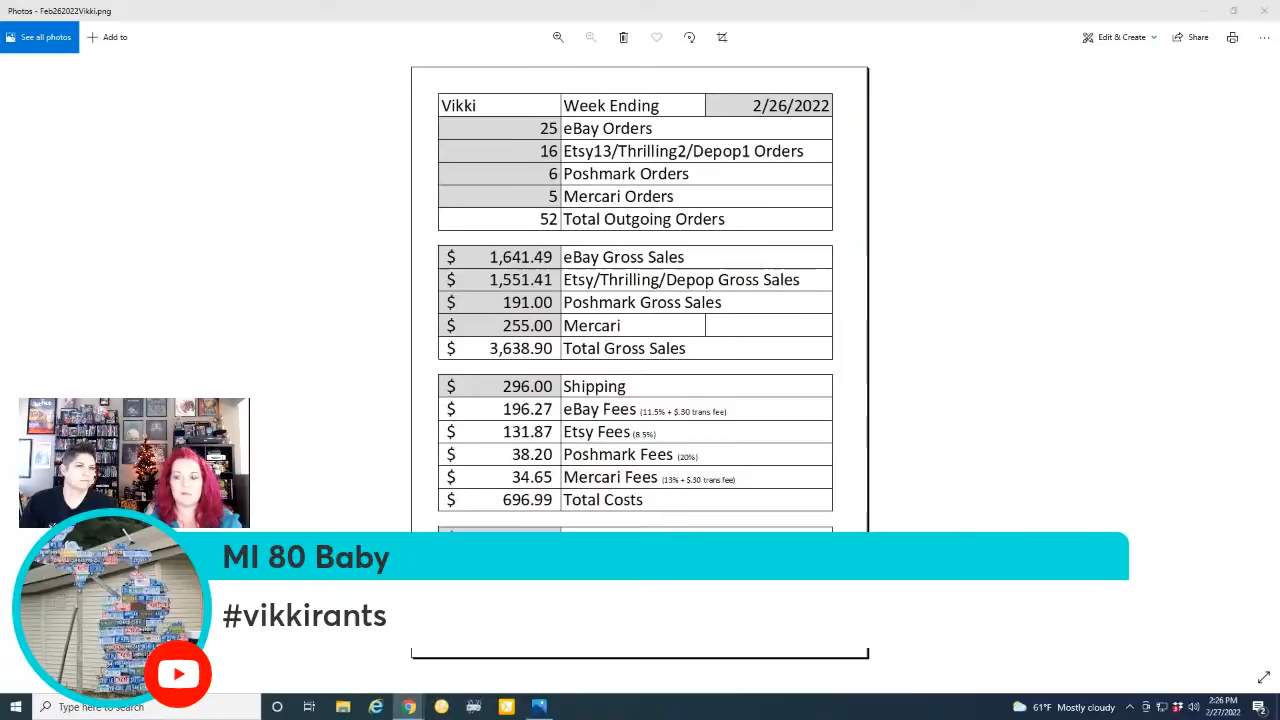 Photos - Feb262022Vikki.png
See all photos
Add to
Edit & Create
Share
Vikki Week Ending 2/26/2022
25 eBay Orders
16 Etsy13/Thrilling2/Depop1 Orders
6 Poshmark Orders
5 Mercari Orders
52 Total Outgoing Orders
$ 1,641.49 eBay Gross Sales
$ 1,551.41 Etsy/Thrilling/Depop Gross Sales
$ 191.00 Poshmark Gross Sales
$ 255.00 Mercari
$ 3,638.90 Total Gross Sales
$ 296.00 Shipping
$ 196.27 eBay Fees (11.5% + $.30 trans fee)
$ 131.87 Etsy Fees (8.5%)
$ 38.20 Poshmark Fees (20%)
$ 34.65 Mercari Fees (13% + $.30 trans fee)
$ 696.99 Total Costs
MI 80 Baby
#vikkirants
Type here to search
61°F Mostly cloudy
2:26 PM
2/27/2022
2